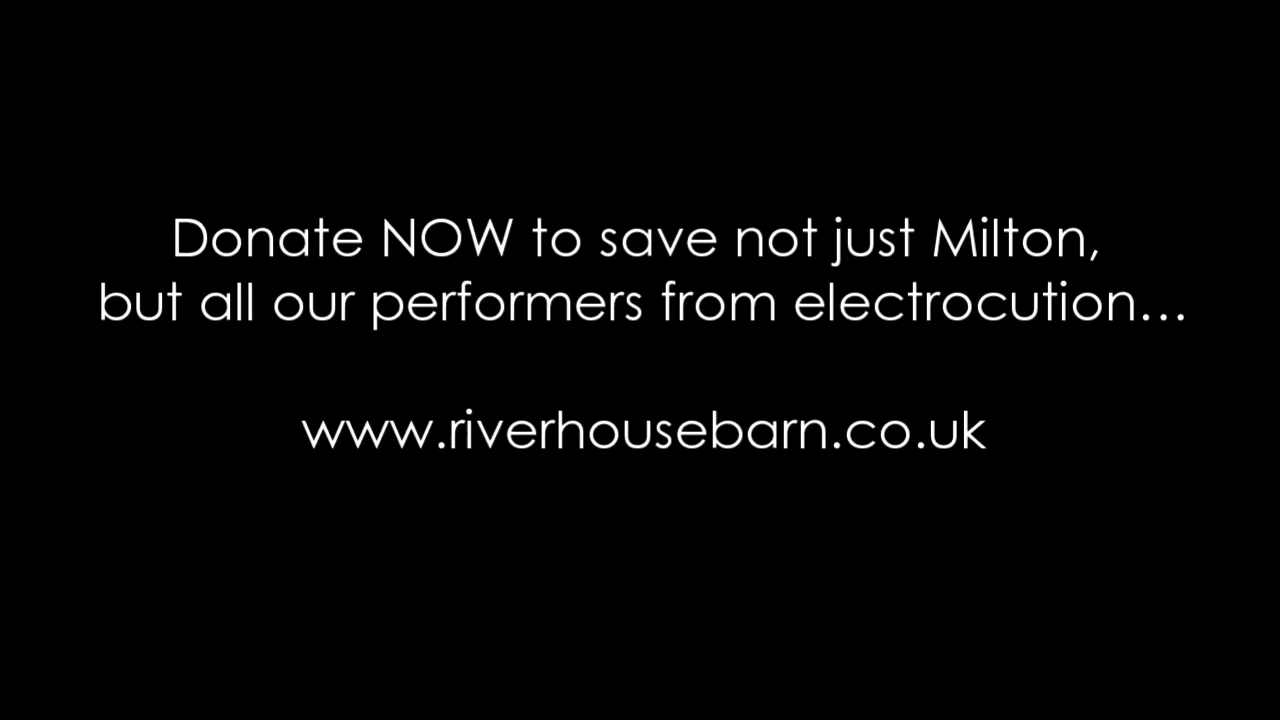 Donate NOW to save not just Milton,
but all our performers from electrocution...
www.riverhousebarn.co.uk